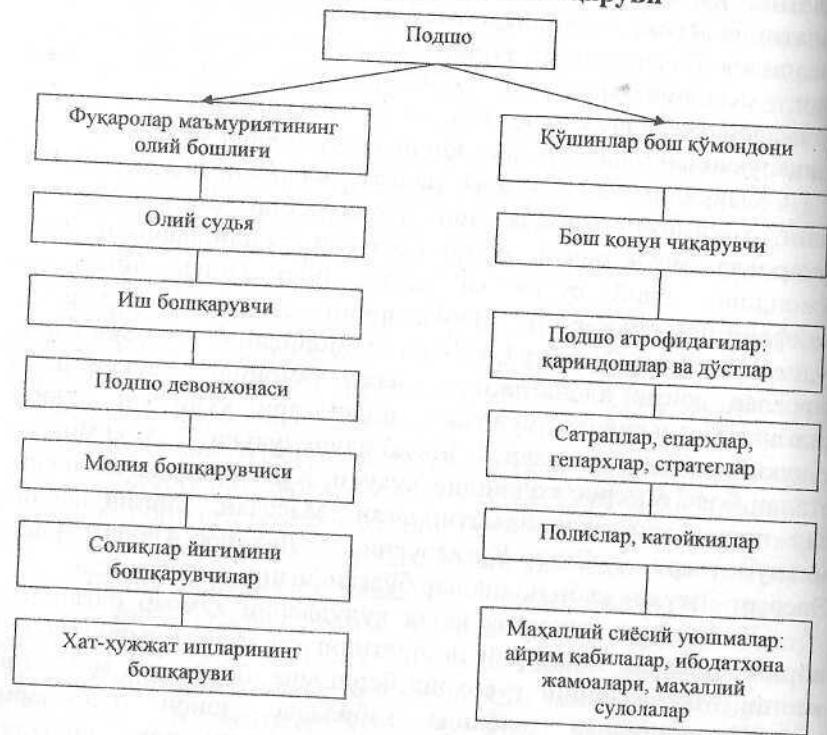 Подшо
Фуқаролар маъмуриятининг
олий бошлиғи
Олий судья
Иш бошқарувчи
Подшо девонхонаси
Молия бошқарувчиси
Солиқлар йиғимини
бошқарувчилар
Хат-ҳужжат ишларининг
бошқаруви
Қўшинлар бош қўмондони
Бош қонун чиқарувчи
Подшо атрофидагилар:
қариндошлар ва дўстлар
Сатраплар, епархлар,
гепархлар, стратеглар
Полислар, катойкиялар
Маҳаллий сиёсий уюшмалар:
айрим қабилалар, ибодатхона
жамоалари, маҳаллий
сулолалар